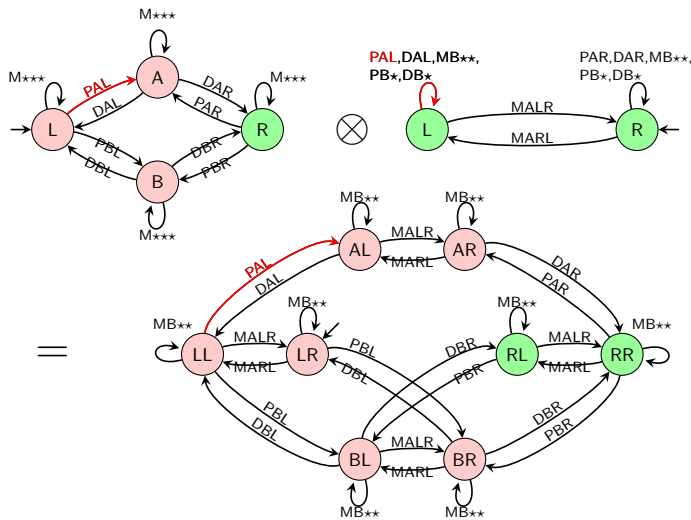 M⋆⋆⋆
PAL,DAL,MB⋆⋆,
PB⋆,DB⋆
PAR,DAR,MB⋆⋆,
PB⋆,DB⋆
M⋆⋆⋆
PAL
A
DAR
M⋆⋆⋆
DAL
PAR
L
R
⊗
L
MALR
MARL
R
PBL
DBL
DBR
PBR
B
M⋆⋆⋆
MB⋆⋆
MB⋆⋆
PAL
AL
MALR
MARL
AR
DAR
DAL
PAR
MB⋆⋆
MB⋆⋆
MB⋆⋆
MB⋆⋆
=
LL
MALR
MARL
LR
PBL
DBL
DBR
PBR
RL
MALR
MARL
RR
PBL
DBL
DBR
PBR
BL
MALR
MARL
BR
MB⋆⋆
MB⋆⋆